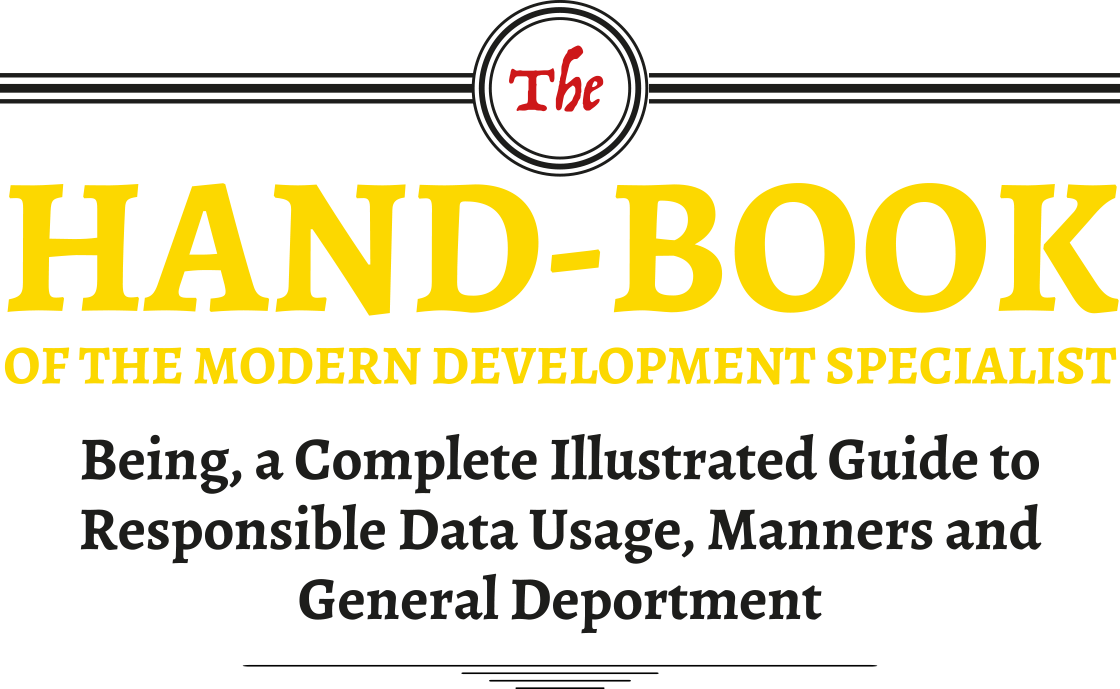 The
HAND-BOOK
OF THE MODERN DEVELOPMENT SPECIALIST
Being, a Complete Illustrated Guide to
Responsible Data Usage, Manners and
General Deportment